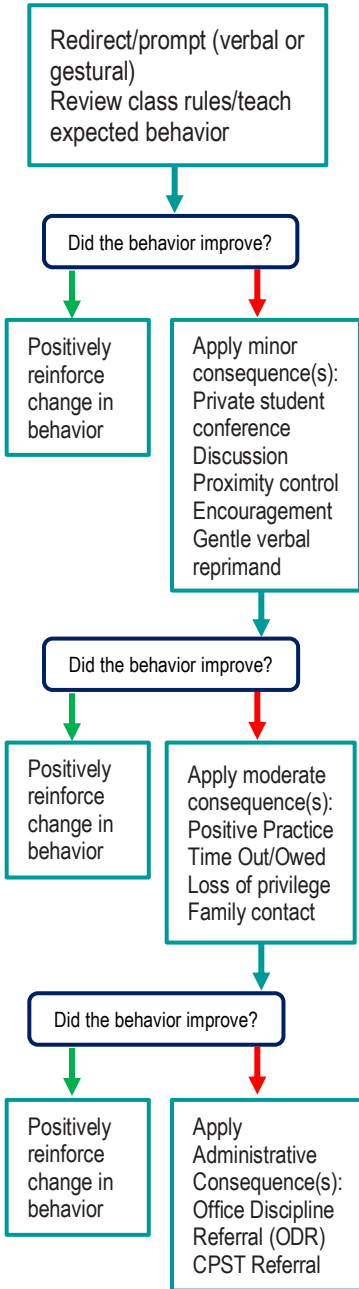 Redirect/prompt (verbal or
gestural)
Review class rules/teach
expected behavior
Did the behavior improve?
Positively
reinforce
change in
behavior
Apply minor
consequence(s):
Private student
conference
Discussion
Proximity control
Encouragement
Gentle verbal
reprimand
Did the behavior improve?
Positively
reinforce
change in
behavior
Apply moderate
consequence(s):
Positive Practice
Time Out/Owed
Loss of privilege
Family contact
Did the behavior improve?
Positively
reinforce
change in
behavior
Apply
Administrative
Consequence(s):
Office Discipline
Referral (ODR)
CPST Referral